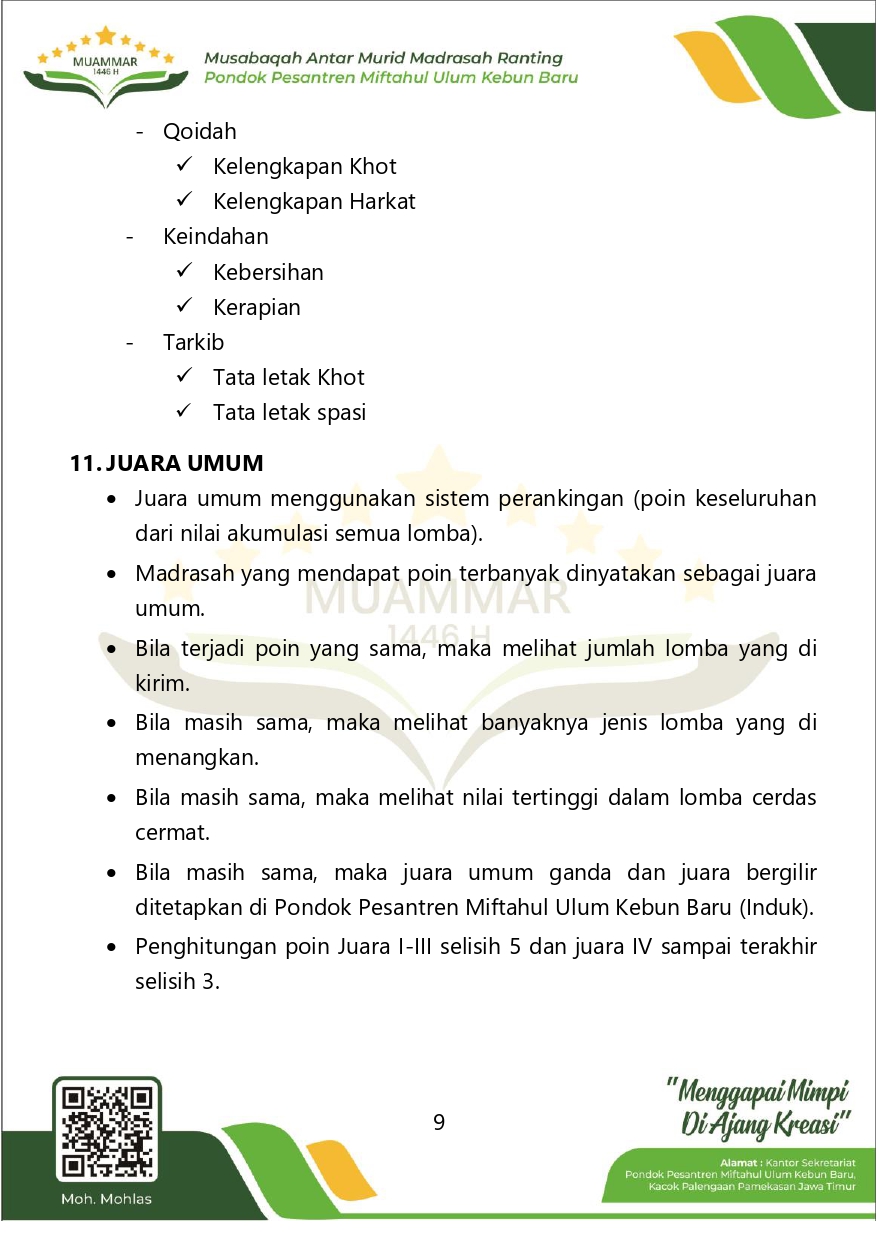 MUAMMAR
1446 H
Musabaqah Antar Murid Madrasah Ranting
Pondok Pesantren Miftahul Ulum Kebun Baru
- Qoidah
✓ Kelengkapan Khot
✓ Kelengkapan Harkat
- Keindahan
✓ Kebersihan
✓ Kerapian
- Tarkib
✓ Tata letak Khot
✓ Tata letak spasi
11. JUARA UMUM
• Juara umum menggunakan sistem perankingan (poin keseluruhan
dari nilai akumulasi semua lomba).
• Madrasah yang mendapat poin terbanyak dinyatakan sebagai juara
umum.
MUAMMAR
1446 H
• Bila terjadi poin yang sama, maka melihat jumlah lomba yang di
kirim.
• Bila masih sama, maka melihat banyaknya jenis lomba yang di
menangkan.
• Bila masih sama, maka melihat nilai tertinggi dalam lomba cerdas
cermat.
• Bila masih sama, maka juara umum ganda dan juara bergilir
ditetapkan di Pondok Pesantren Miftahul Ulum Kebun Baru (Induk).
• Penghitungan poin Juara I-III selisih 5 dan juara IV sampai terakhir
selisih 3.
9
"Menggapai Mimpi
Di Ajang Kreasi"
Alamat : Kantor Sekretariat
Pondok Pesantren Miftahul Ulum Kebun Baru,
Kacok Palengaan Pamekasan Jawa Timur
Moh. Mohlas